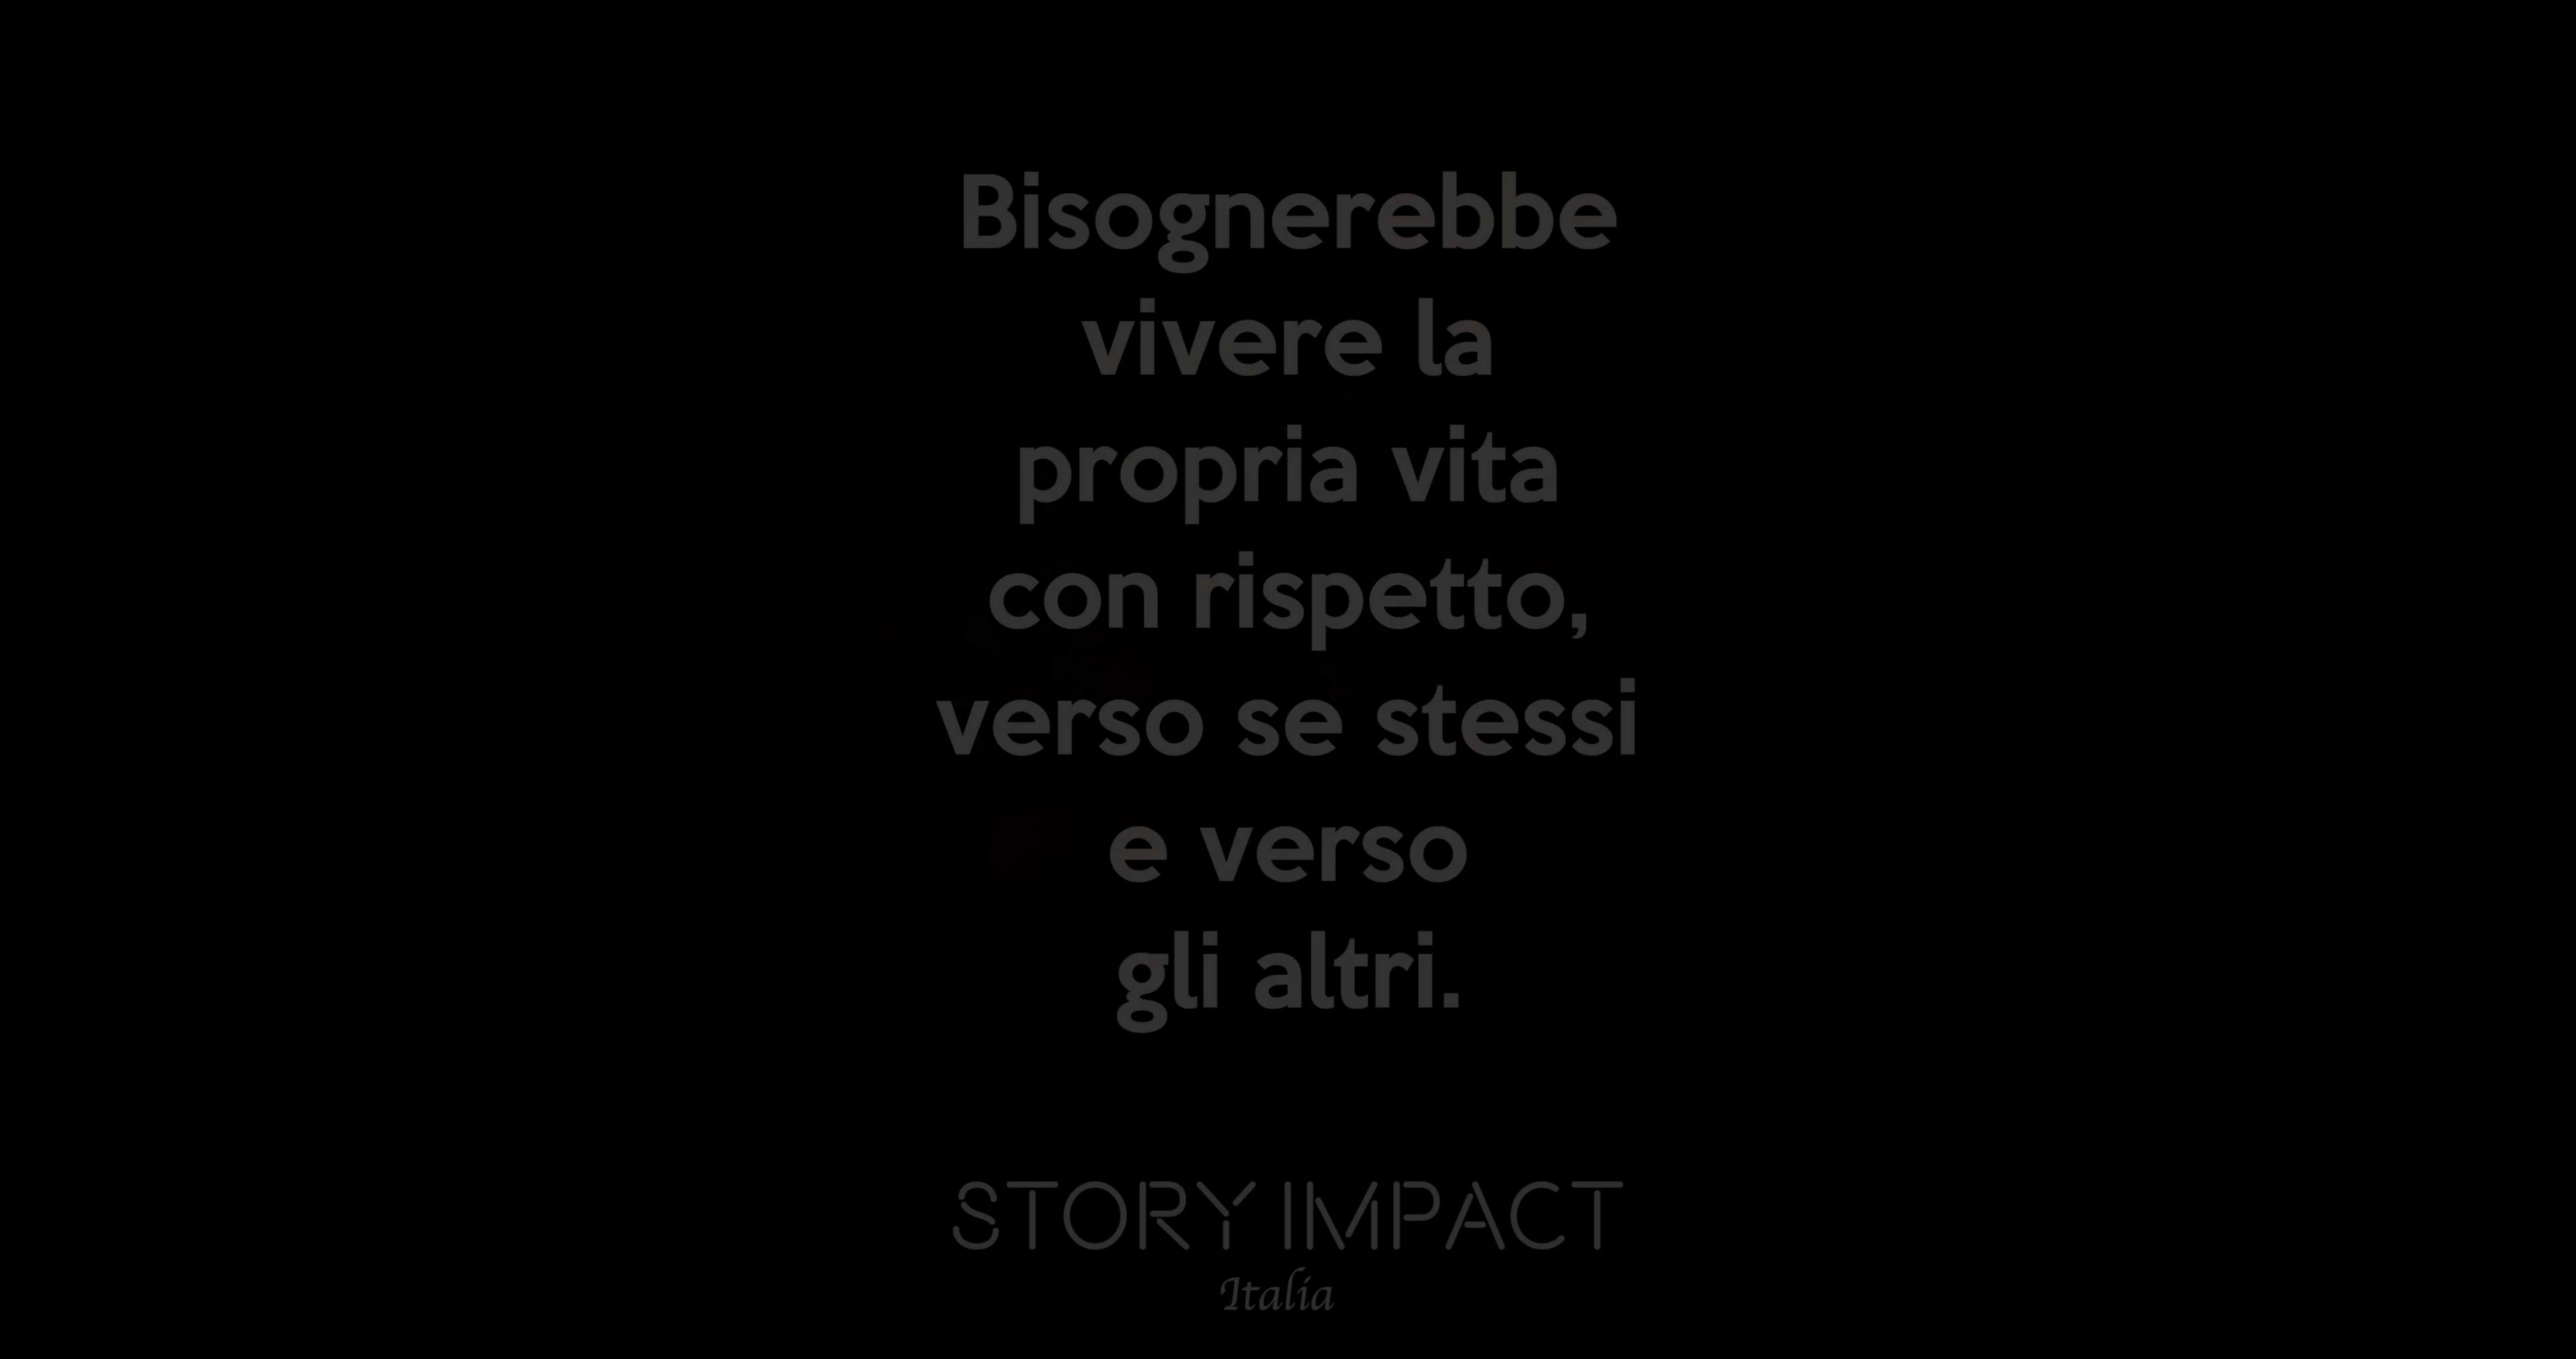 Bisognerebbe
vivere la
propria vita
con rispetto,
verso se stessi
e verso
gli altri.
STORY IMPACT
Italia